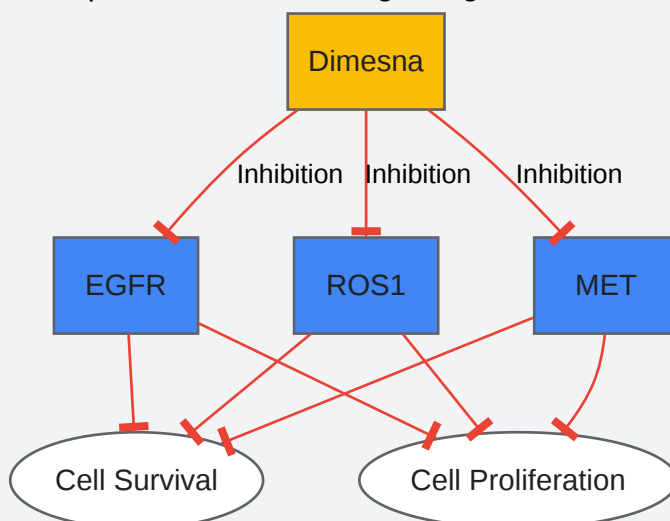 Dimesna
Inhibition Inhibition Inhibition
EGFR ROS1 MET
Cell Survival Cell Proliferation